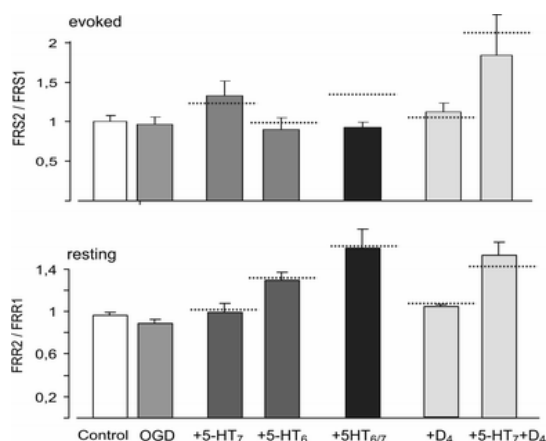 evoked
FRS2 / FRS1
2
1,5
1
0,5
resting
FRR2 / FRR1
1,4
1
0,6
0,2
Control OGD +5-HT₇ +5-HT₆ +5HT₆/₇ +D₄ +5-HT₇+D₄